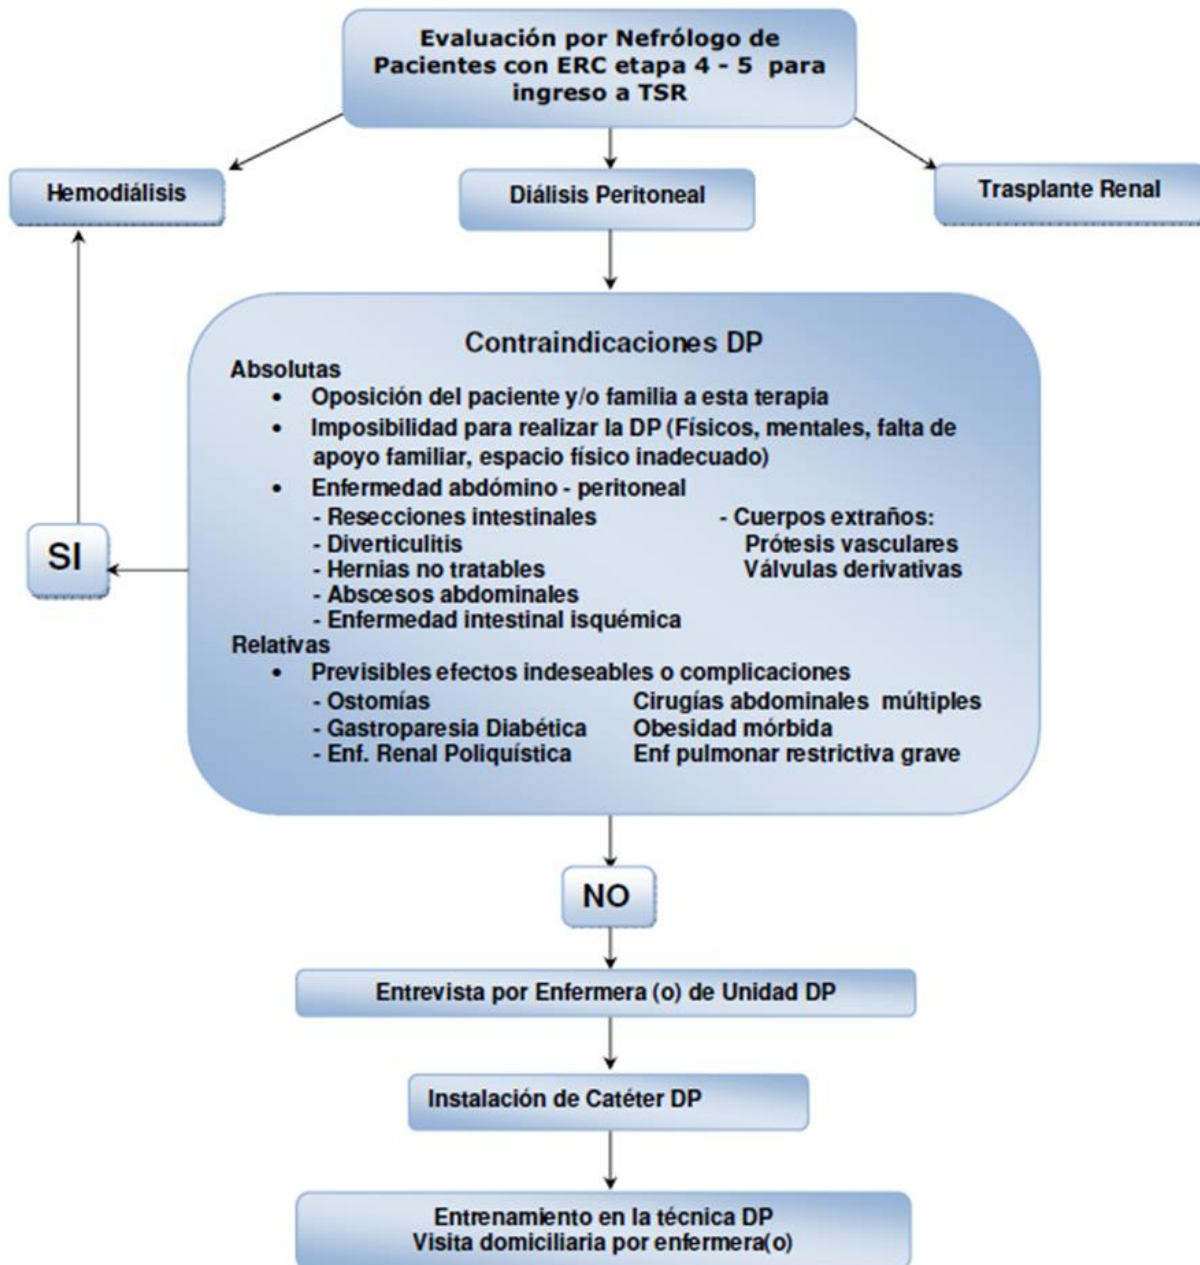 Evaluación por Nefrólogo de
Pacientes con ERC etapa 4 - 5 para
ingreso a TSR
Hemodiálisis
Diálisis Peritoneal
Trasplante Renal
Contraindicaciones DP
Absolutas
• Oposición del paciente y/o familia a esta terapia
• Imposibilidad para realizar la DP (Físicos, mentales, falta de
apoyo familiar, espacio físico inadecuado)
• Enfermedad abdómino - peritoneal
- Resecciones intestinales - Cuerpos extraños:
- Diverticulitis Prótesis vasculares
- Hernias no tratables Válvulas derivativas
- Abscesos abdominales
- Enfermedad intestinal isquémica
Relativas
• Previsibles efectos indeseables o complicaciones
- Ostomías Cirugías abdominales múltiples
- Gastroparesia Diabética Obesidad mórbida
- Enf. Renal Poliquística Enf pulmonar restrictiva grave
SI
NO
Entrevista por Enfermera (o) de Unidad DP
Instalación de Catéter DP
Entrenamiento en la técnica DP
Visita domiciliaria por enfermera(o)